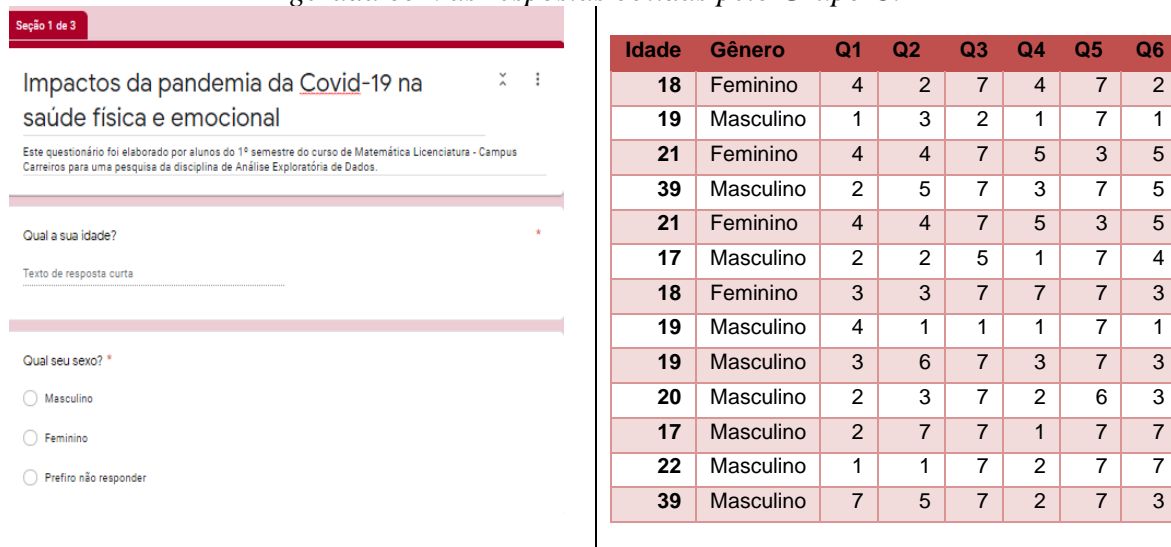 Seção 1 de 3
Impactos da pandemia da Covid-19 na
saúde física e emocional
Este questionário foi elaborado por alunos do 1º semestre do curso de Matemática Licenciatura - Campus
Carreiros para uma pesquisa da disciplina de Análise Exploratória de Dados.
Qual a sua idade? *
Texto de resposta curta
Qual seu sexo? *
Masculino
Feminino
Prefiro não responder
Idade Gênero Q1 Q2 Q3 Q4 Q5 Q6
18 Feminino 4 2 7 4 7 2
19 Masculino 1 3 2 1 7 1
21 Feminino 4 4 7 5 3 5
39 Masculino 2 5 7 3 7 5
21 Feminino 4 4 7 5 3 5
17 Masculino 2 2 5 1 7 4
18 Feminino 3 3 7 7 7 3
19 Masculino 4 1 1 1 7 1
19 Masculino 3 6 7 3 7 3
20 Masculino 2 3 7 2 6 3
17 Masculino 2 7 7 1 7 7
22 Masculino 1 1 7 2 7 7
39 Masculino 7 5 7 2 7 3